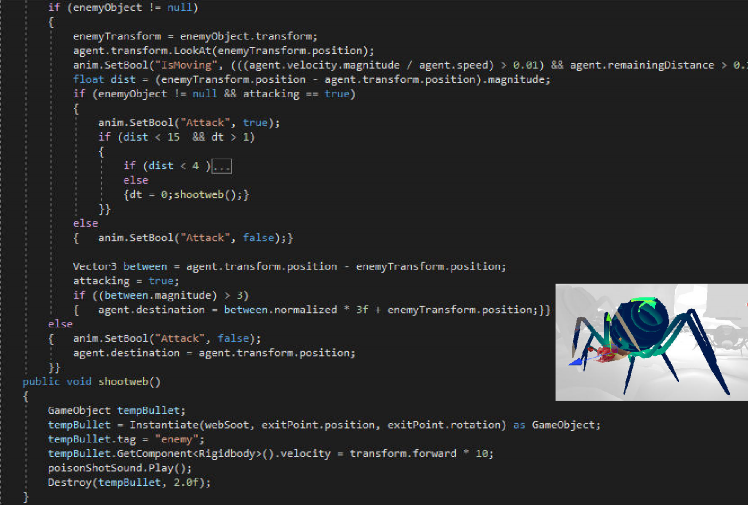 if (enemyObject != null)
{
enemyTransform = enemyObject.transform;
agent.transform.LookAt(enemyTransform.position);
anim.SetBool("IsMoving", (((agent.velocity.magnitude / agent.speed) > 0.01) && agent.remainingDistance > 0.
float dist = (enemyTransform.position - agent.transform.position).magnitude;
if (enemyObject != null && attacking == true)
{
anim.SetBool("Attack", true);
if (dist < 15 && dt > 1)
{
if (dist < 4 )...
else
{dt = 0;shootweb();}
}}
else
{ anim.SetBool("Attack", false);}
Vector3 between = agent.transform.position - enemyTransform.position;
attacking = true;
if ((between.magnitude) > 3)
{ agent.destination = between.normalized * 3f + enemyTransform.position;}}
else
{ anim.SetBool("Attack", false);
agent.destination = agent.transform.position;
}}
public void shootweb()
{
GameObject tempBullet;
tempBullet = Instantiate(webSoot, exitPoint.position, exitPoint.rotation) as GameObject;
tempBullet.tag = "enemy";
tempBullet.GetComponent<Rigidbody>().velocity = transform.forward * 10;
poisonShotSound.Play();
Destroy(tempBullet, 2.0f);
}